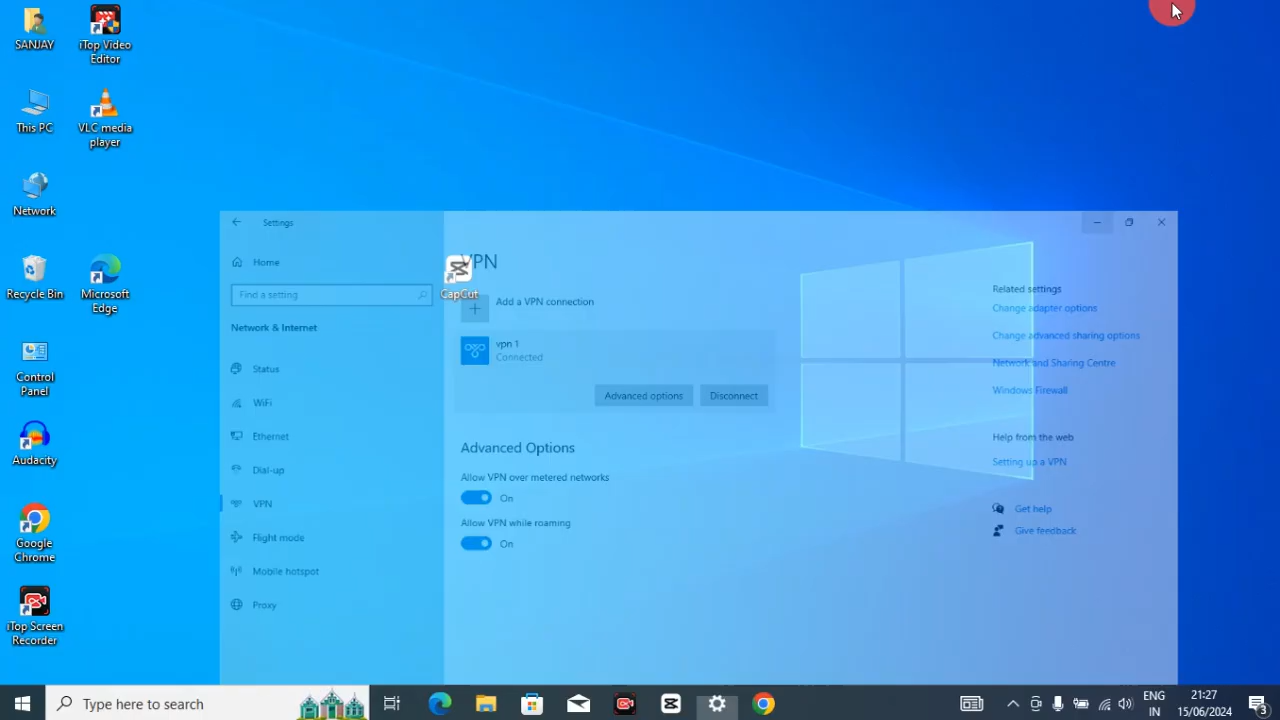 SANJAY
iTop Video
Editor
This PC
VLC media
player
Network
Recycle Bin
Microsoft
Edge
Control
Panel
Audacity
Google
Chrome
iTop Screen
Recorder
CapCut
Settings
Home
Find a setting
Network & Internet
Status
WiFi
Ethernet
Dial-up
VPN
Flight mode
Mobile hotspot
Proxy
VPN
Add a VPN connection
vpn 1
Connected
Advanced options
Disconnect
Advanced Options
Allow VPN over metered networks
On
Allow VPN while roaming
On
Related settings
Change adapter options
Change advanced sharing options
Network and Sharing Centre
Windows Firewall
Help from the web
Setting up a VPN
Get help
Give feedback
Type here to search
ENG
IN
21:27
15/06/2024
3